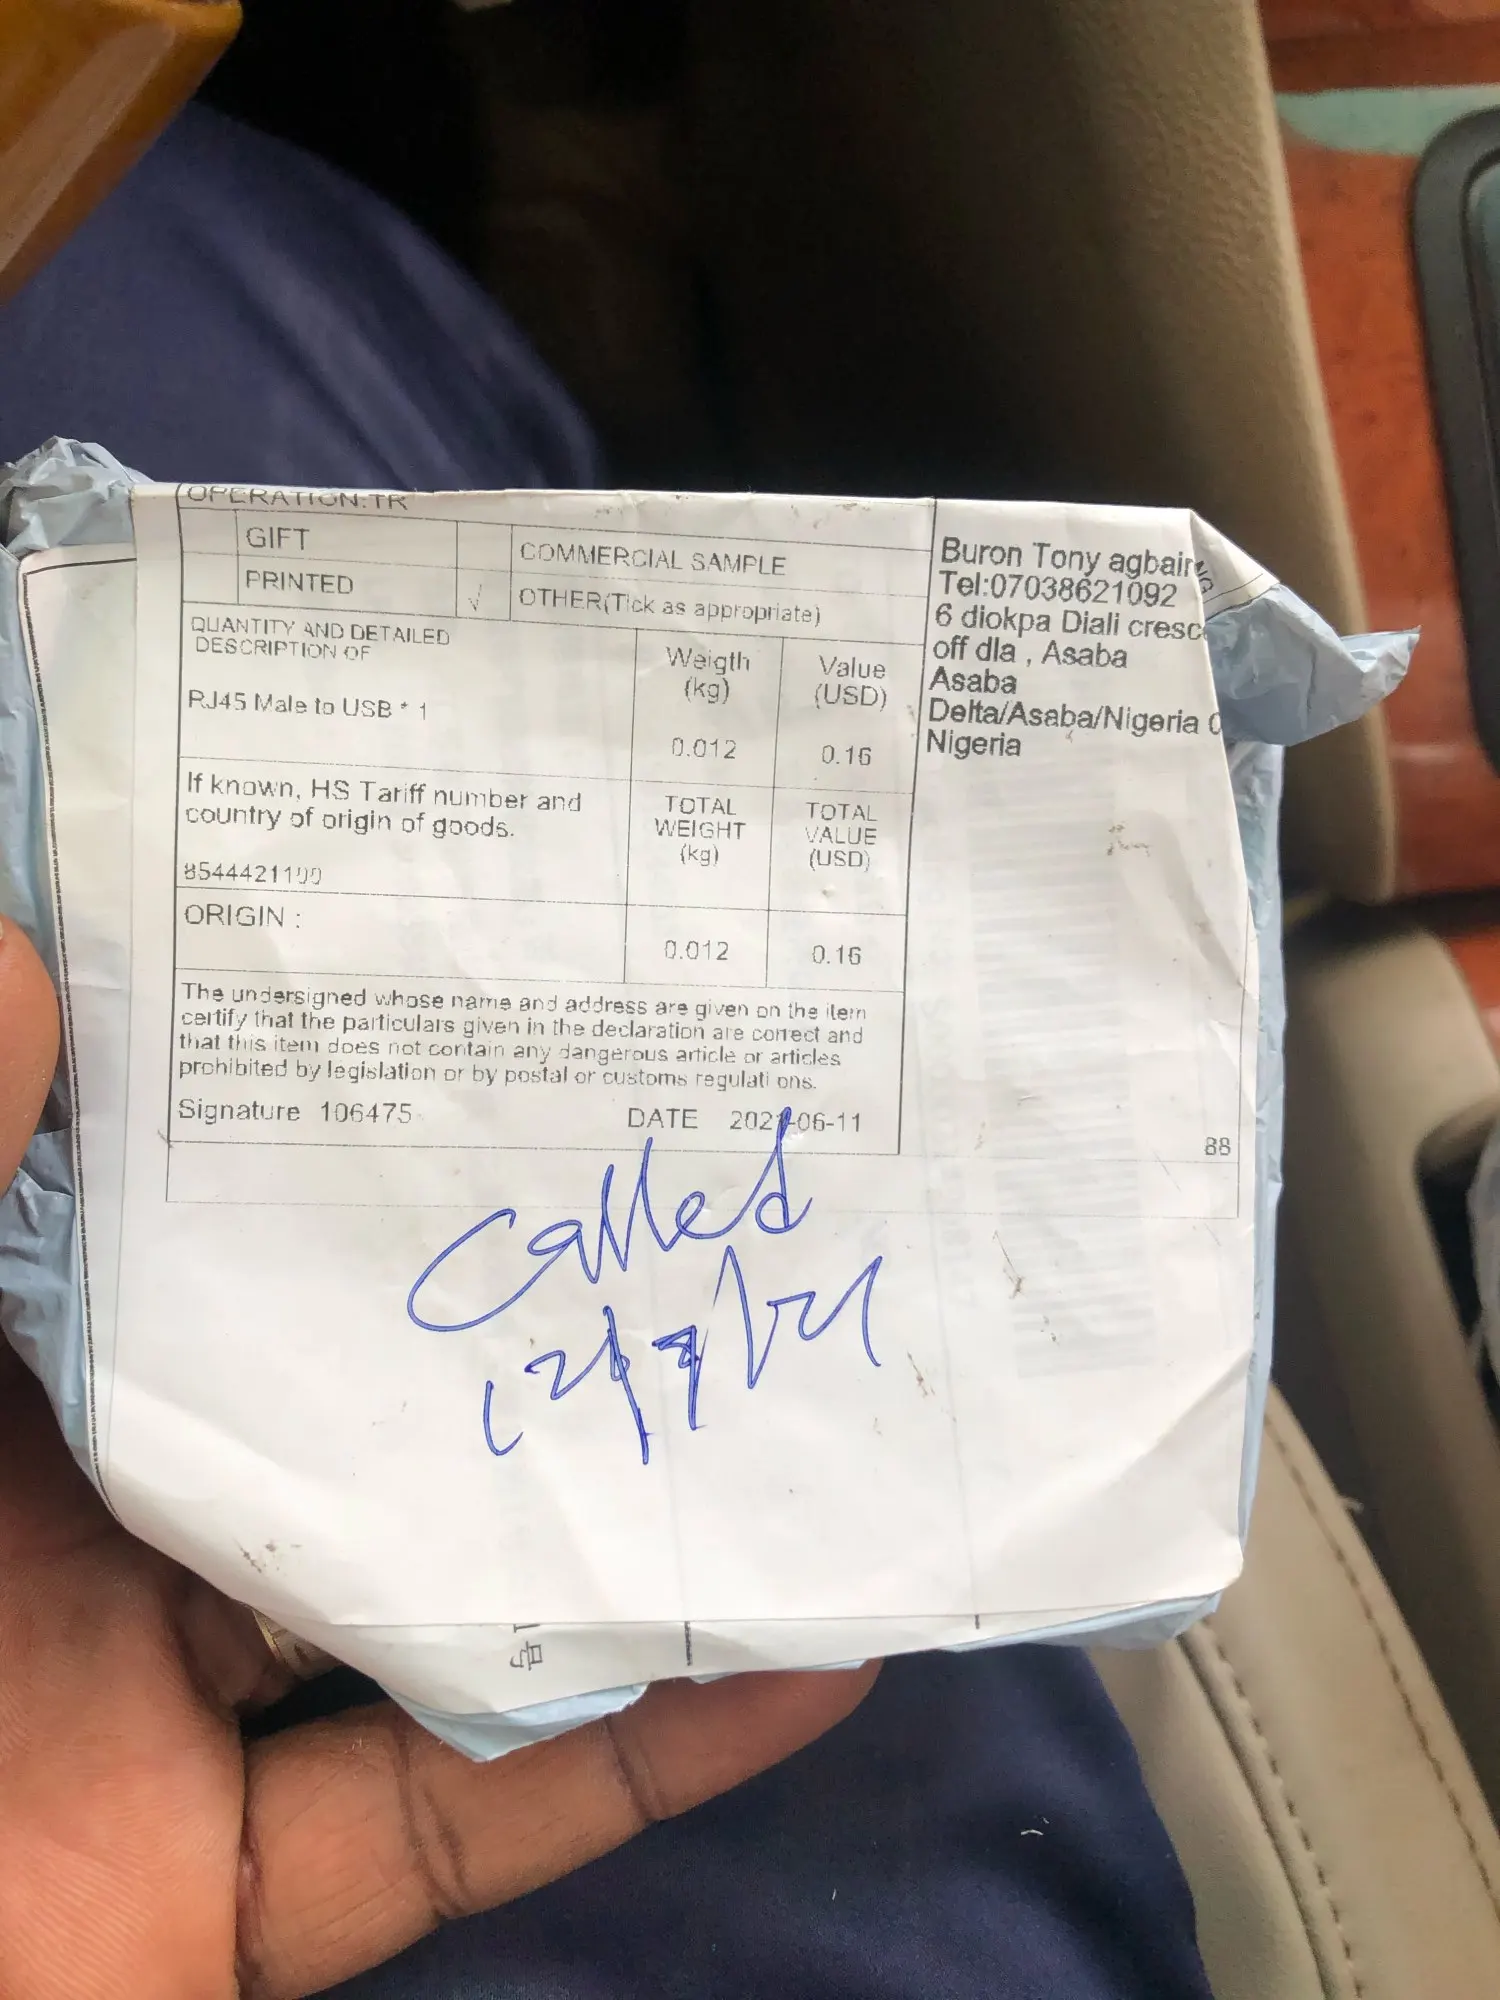 OPERATION:TR
GIFT
COMMERCIAL SAMPLE
PRINTED
√ OTHER(Tick as appropriate)
QUANTITY AND DETAILED
DESCRIPTION OF
Weigth
(kg)
Value
(USD)
RJ45 Male to USB * 1
0.012
0.16
If known, HS Tariff number and
country of origin of goods.
TOTAL
WEIGHT
(kg)
TOTAL
VALUE
(USD)
8544421100
ORIGIN :
0.012
0.16
The undersigned whose name and address are given on the item
certify that the particulars given in the declaration are correct and
that this item does not contain any dangerous article or articles
prohibited by legislation or by postal or customs regulati ons.
Signature 106475
DATE 2021-06-11
Buron Tony
Tel:07038621092
6 diokpa Diali
off dla , Asaba
Asaba
Delta/Asaba/Nigeria
Nigeria
88
Called
号